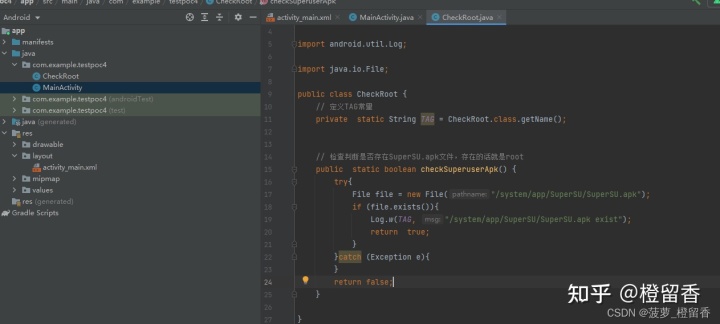 poc4 › app › src › main › java › com › example › testpoc4 › CheckRoot › checkSuperuserApk
Android
activity_main.xml
MainActivity.java
CheckRoot.java
app
manifests
java
com.example.testpoc4
CheckRoot
MainActivity
com.example.testpoc4 (androidTest)
com.example.testpoc4 (test)
java (generated)
res
drawable
layout
activity_main.xml
mipmap
values
res (generated)
Gradle Scripts
4
5 import android.util.Log;
6
7 import java.io.File;
8
9 public class CheckRoot {
10 // 定义TAG常量
11 private static String TAG = CheckRoot.class.getName();
12
13
14 // 检查判断是否存在SuperSU.apk文件，存在的话就是root
15 public static boolean checkSuperuserApk() {
16 try{
17 File file = new File( pathname: "/system/app/SuperSU/SuperSU.apk");
18 if (file.exists()){
19 Log.w(TAG, msg: "/system/app/SuperSU/SuperSU.apk exist");
20 return true;
21 }
22 }catch (Exception e){
23 }
24 return false;
25 }
26
27 }
知乎 @橙留香
CSDN @菠萝_橙留香